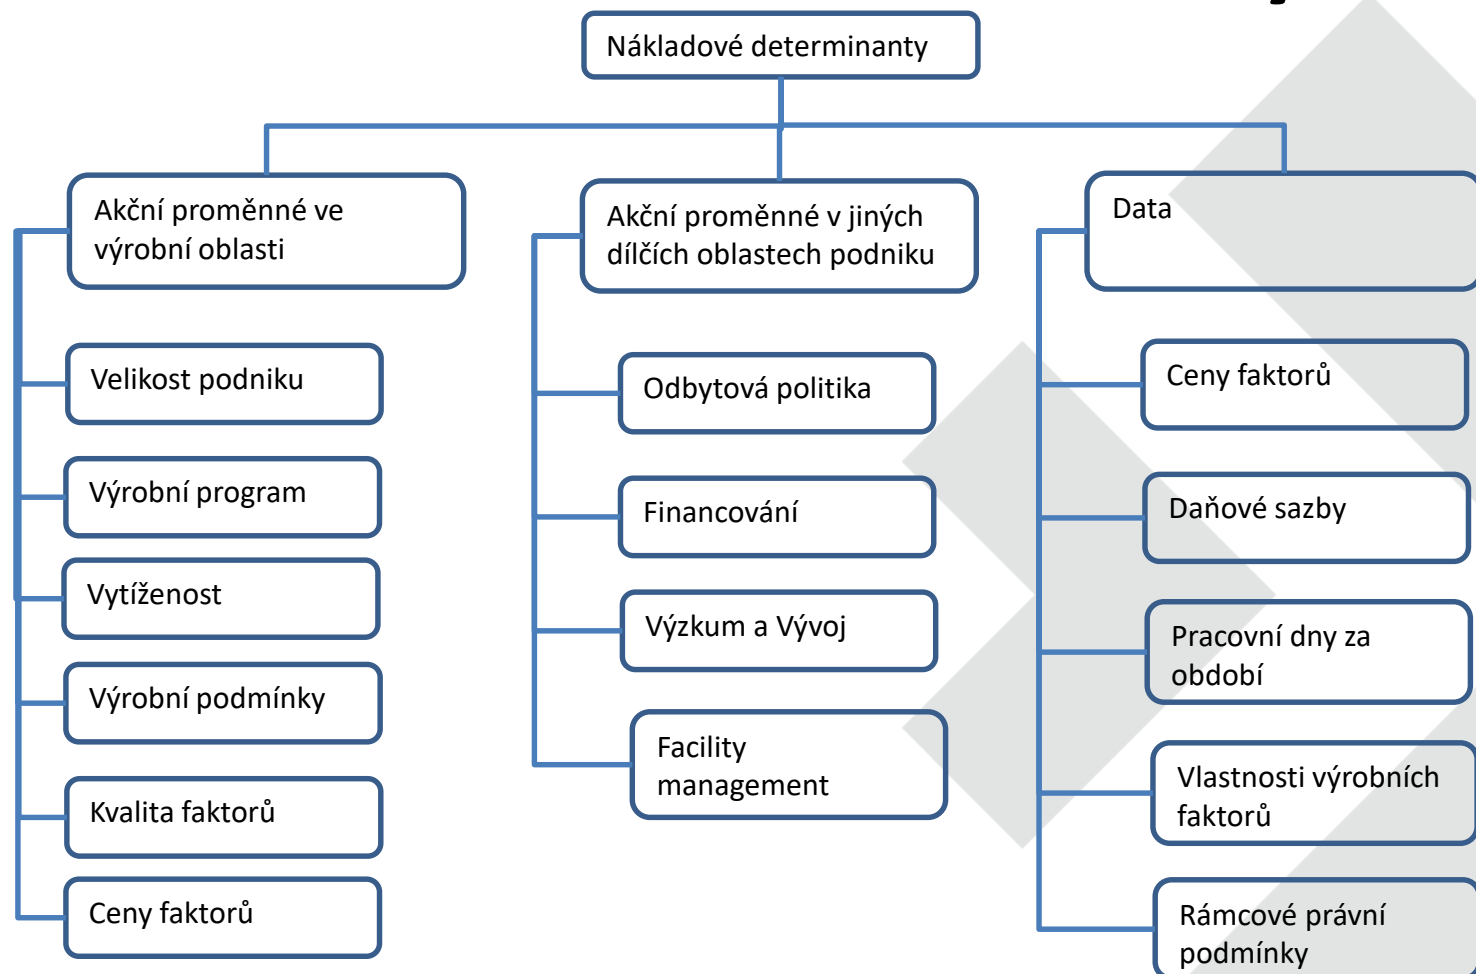 Nákladové determinanty
Akční proměnné ve
výrobní oblasti
Velikost podniku
Výrobní program
Vytíženost
Výrobní podmínky
Kvalita faktorů
Ceny faktorů
Akční proměnné v jiných
dílčích oblastech podniku
Odbytová politika
Financování
Výzkum a Vývoj
Facility
management
Data
Ceny faktorů
Daňové sazby
Pracovní dny za
období
Vlastnosti výrobních
faktorů
Rámcové právní
podmínky